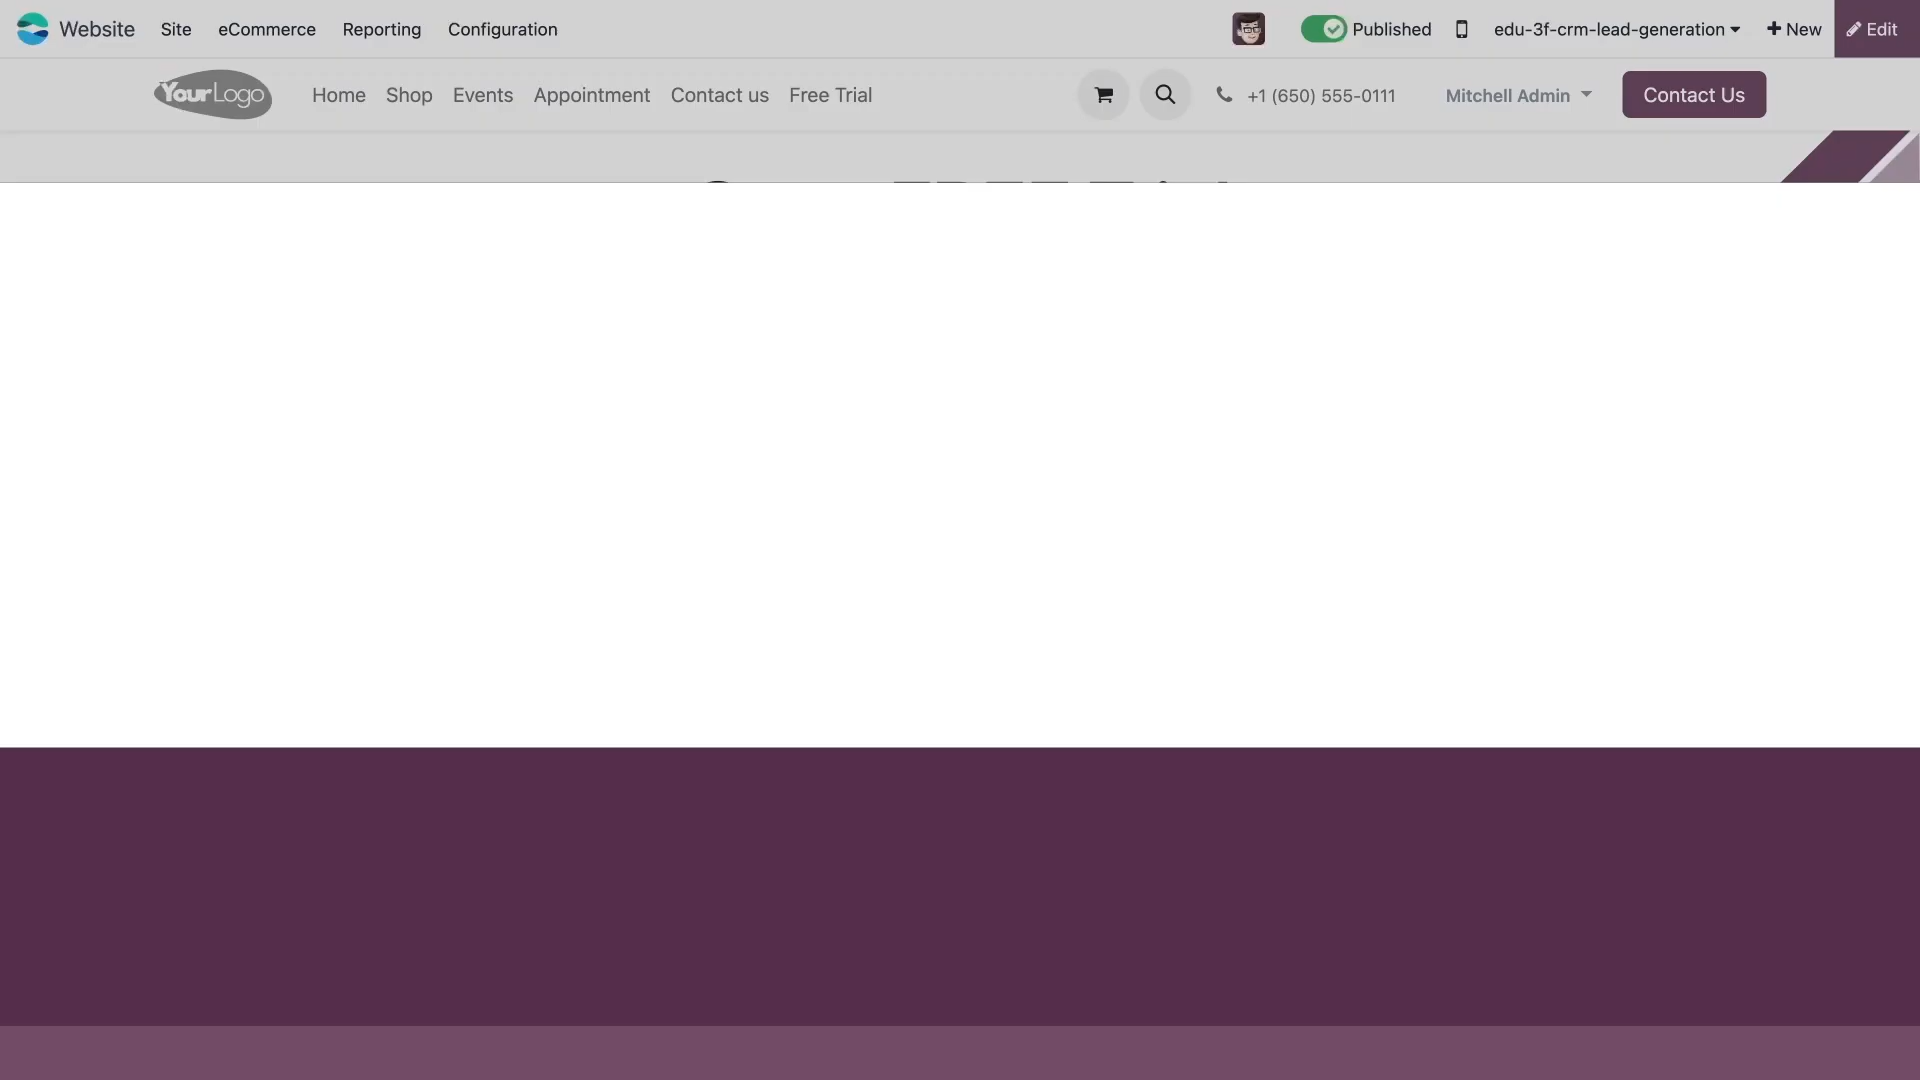 Website Site eCommerce Reporting Configuration Published edu-3f-crm-lead-generation New Edit
YourLogo Home Shop Events Appointment Contact us Free Trial +1 (650) 555-0111 Mitchell Admin Contact Us